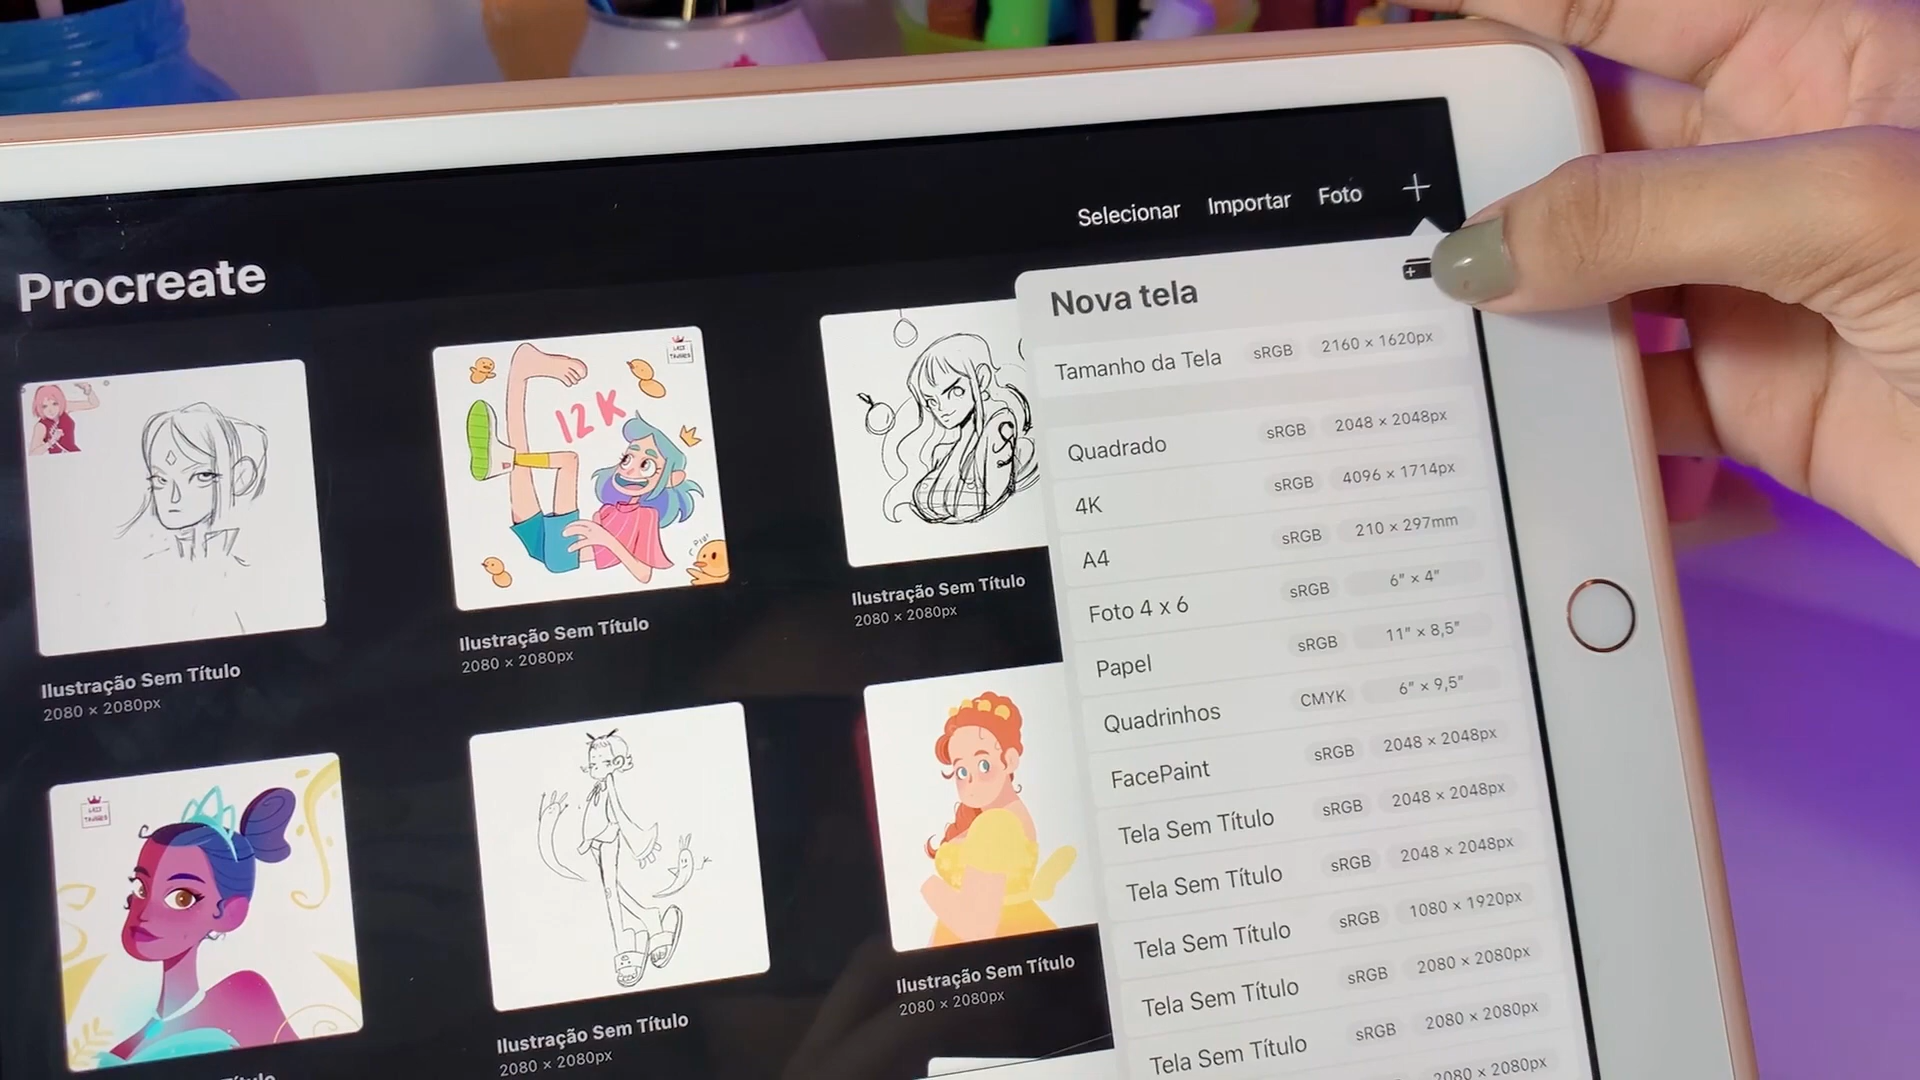 Selecionar Importar Foto
Procreate
Nova tela
Tamanho da Tela sRGB 2160 × 1620px
Quadrado sRGB 2048 × 2048px
4K sRGB 4096 × 1714px
A4 sRGB 210 × 297mm
Foto 4 x 6 sRGB 6" × 4"
Papel sRGB 11" × 8,5"
Quadrinhos CMYK 6" × 9,5"
FacePaint sRGB 2048 × 2048px
Tela Sem Título sRGB 2048 × 2048px
Tela Sem Título sRGB 2048 × 2048px
Tela Sem Título sRGB 1080 × 1920px
Tela Sem Título sRGB 2080 × 2080px
Tela Sem Título sRGB 2080 × 2080px
2080 × 2080px
12K
Ilustração Sem Título
2080 × 2080px
Ilustração Sem Título
2080 × 2080px
Ilustração Sem Título
2080 × 2080px
Ilustração Sem Título
2080 × 2080px
Ilustração Sem Título
2080 × 2080px